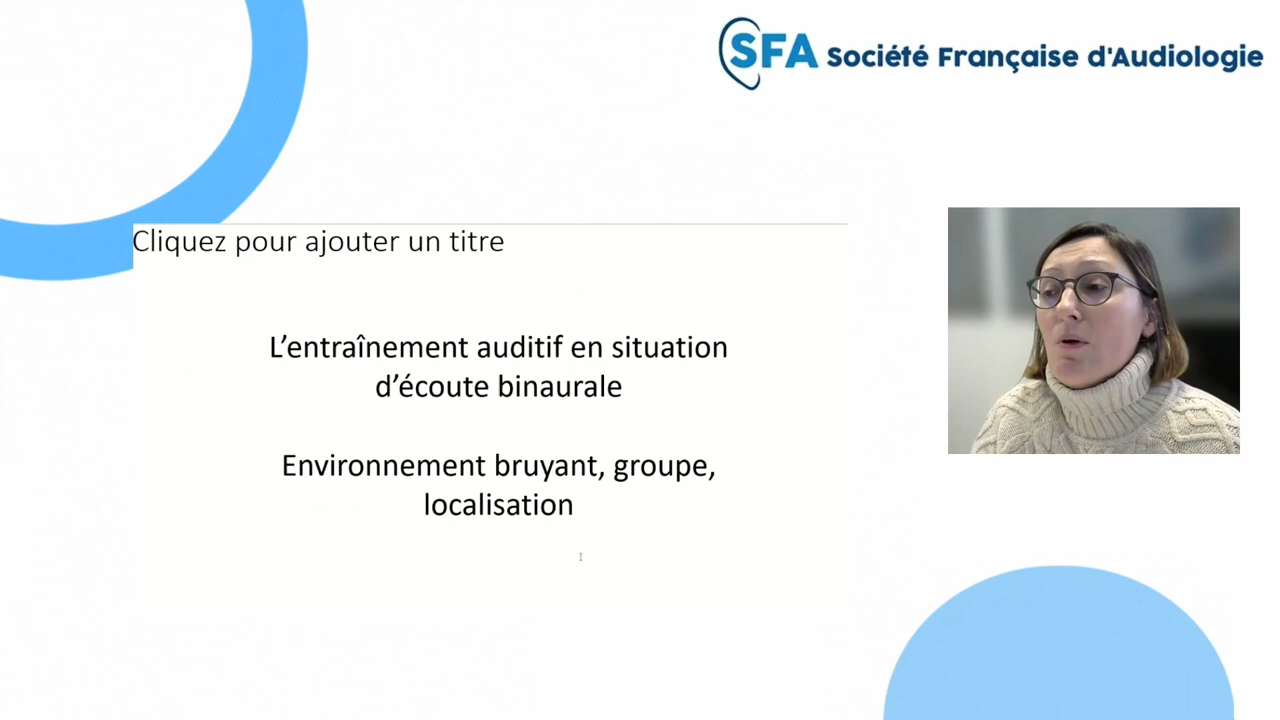 SFA Société Française d'Audiologie
Cliquez pour ajouter un titre
L’entraînement auditif en situation
d’écoute binaurale
Environnement bruyant, groupe,
localisation